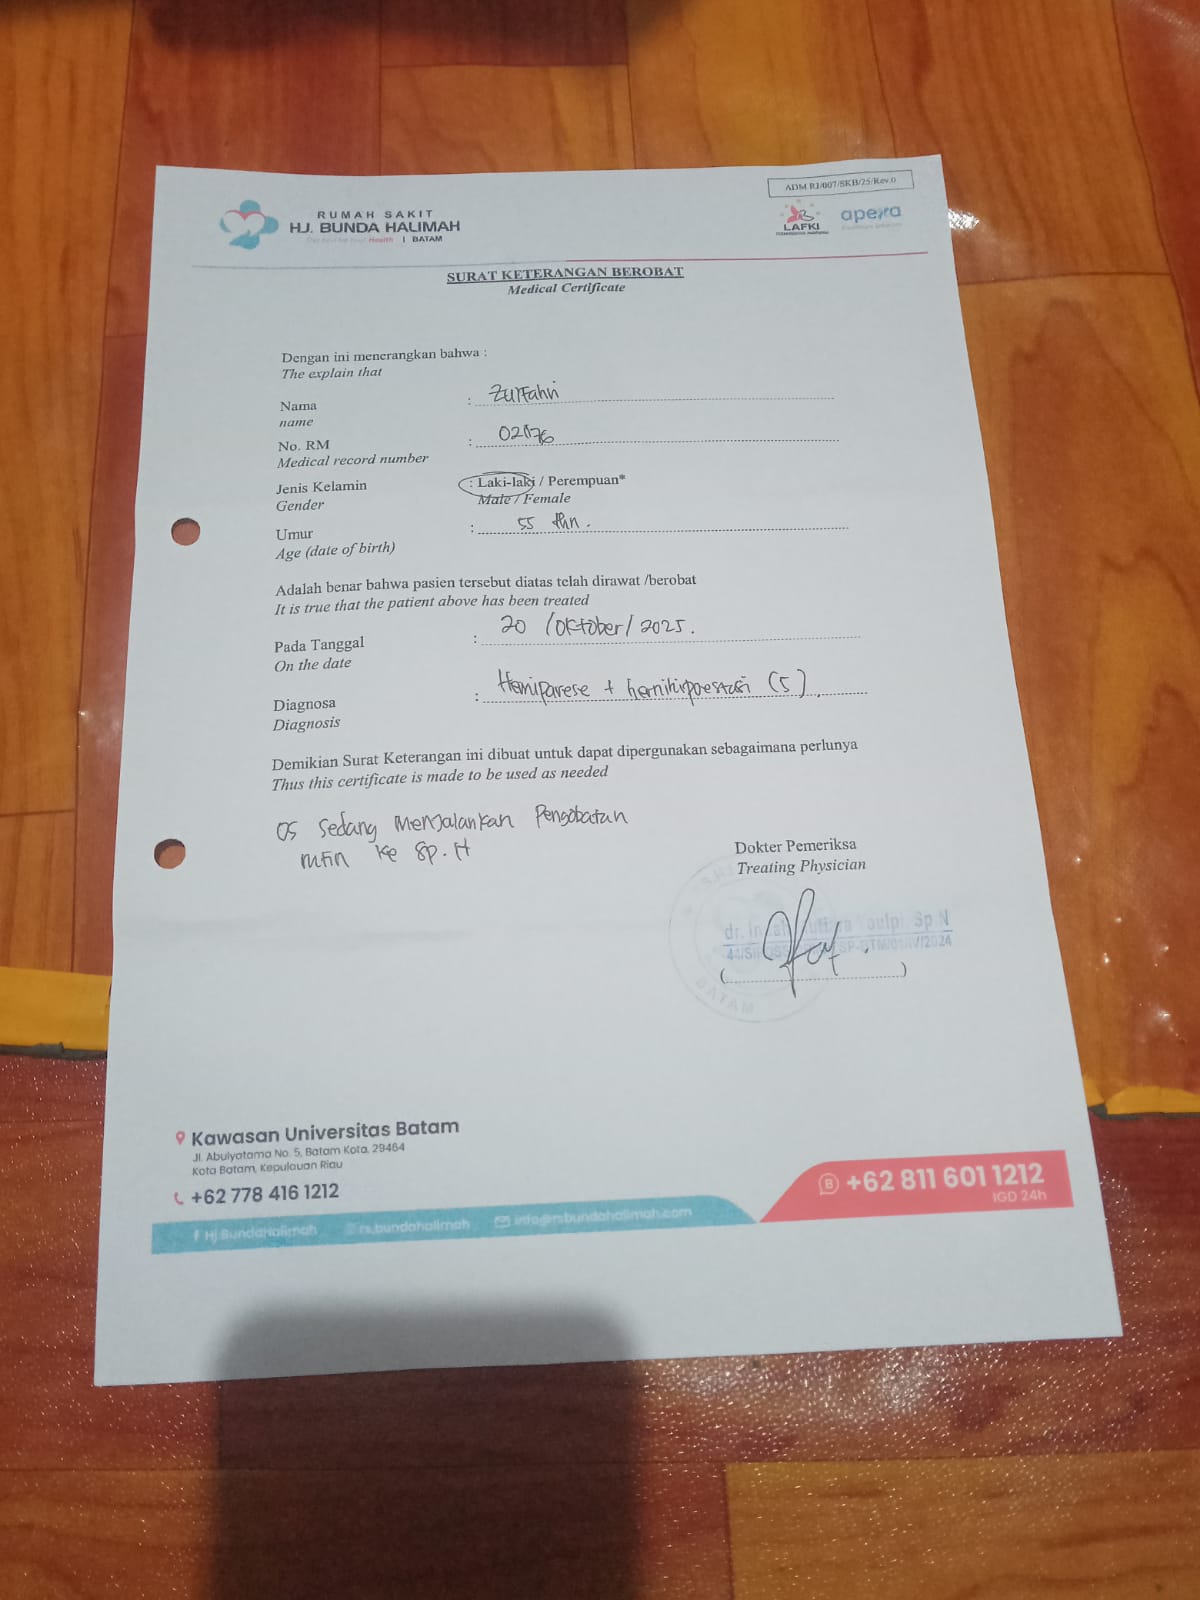 ADM RJ/007/SKB/25/Rev.0
RUMAH SAKIT
HJ. BUNDA HALIMAH
Health | BATAM
LAFKI
apera
SURAT KETERANGAN BEROBAT
Medical Certificate
Dengan ini menerangkan bahwa :
The explain that
Nama : Zulfahri
name
No. RM :
Medical record number
Jenis Kelamin : Laki-laki / Perempuan*
Gender Male / Female
Umur : 55 thn.
Age (date of birth)
Adalah benar bahwa pasien tersebut diatas telah dirawat /berobat
It is true that the patient above has been treated
Pada Tanggal : 20 /Oktober/ 2025.
On the date
Diagnosa : Hemiparese + (S)
Diagnosis
Demikian Surat Keterangan ini dibuat untuk dapat dipergunakan sebagaimana perlunya
Thus this certificate is made to be used as needed
OS Sedang Menjalankan Pengobatan
ke Sp.
Dokter Pemeriksa
Treating Physician
dr. Sp.N
BATAM
Kawasan Universitas Batam
Jl. Abulyatama No. 5, Batam Kota, 29464
Kota Batam, Kepulauan Riau
+62 778 416 1212
+62 811 601 1212
IGD 24h
Hj.BundaHalimah rs.bundahalimah info@rsbundahalimah.com